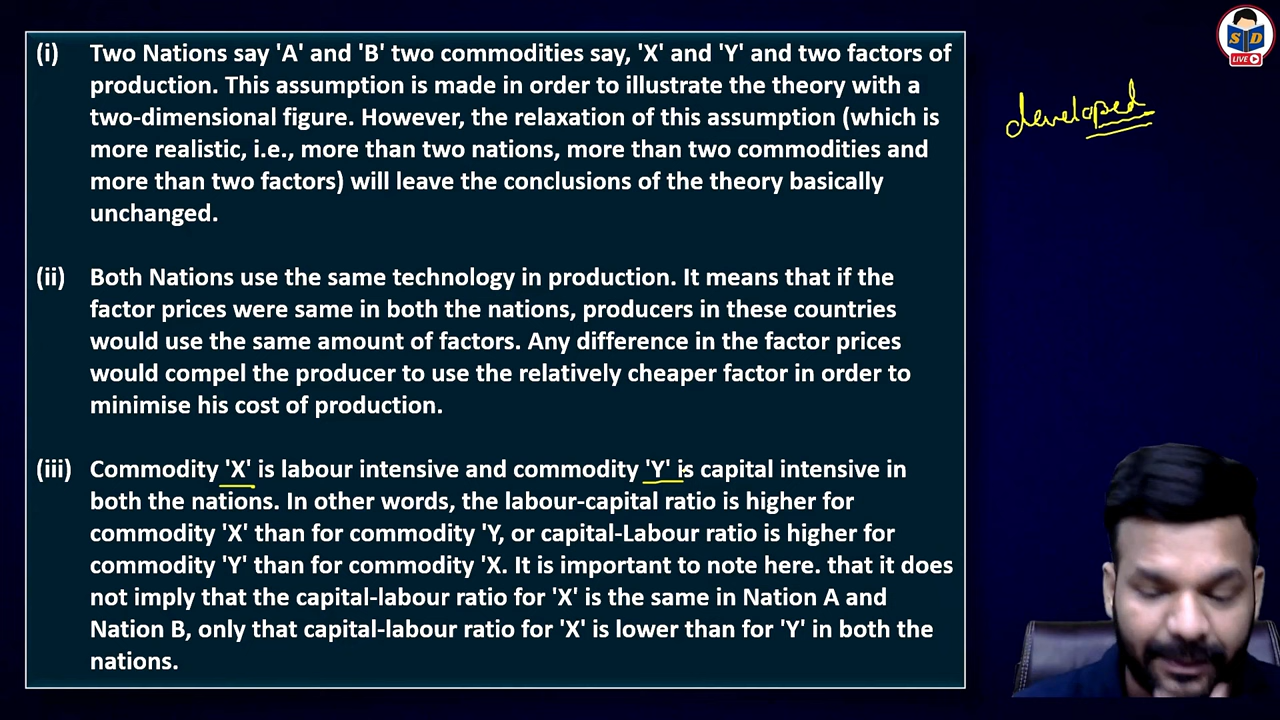 (i) Two Nations say 'A' and 'B' two commodities say, 'X' and 'Y' and two factors of
production. This assumption is made in order to illustrate the theory with a
two-dimensional figure. However, the relaxation of this assumption (which is
more realistic, i.e., more than two nations, more than two commodities and
more than two factors) will leave the conclusions of the theory basically
unchanged.
(ii) Both Nations use the same technology in production. It means that if the
factor prices were same in both the nations, producers in these countries
would use the same amount of factors. Any difference in the factor prices
would compel the producer to use the relatively cheaper factor in order to
minimise his cost of production.
(iii) Commodity 'X' is labour intensive and commodity 'Y' is capital intensive in
both the nations. In other words, the labour-capital ratio is higher for
commodity 'X' than for commodity 'Y, or capital-Labour ratio is higher for
commodity 'Y' than for commodity 'X. It is important to note here. that it does
not imply that the capital-labour ratio for 'X' is the same in Nation A and
Nation B, only that capital-labour ratio for 'X' is lower than for 'Y' in both the
nations.
developed
S D
LIVE